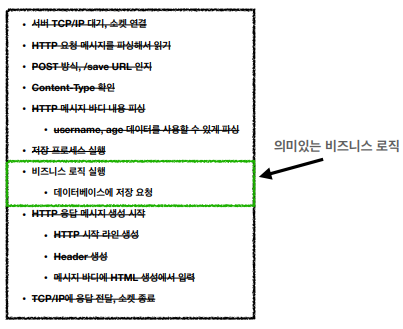 서버 TCP/IP 대기, 소켓 연결
HTTP 요청 메시지를 파싱해서 읽기
POST 방식, /save URL 인지
Content-Type 확인
HTTP 메시지 바디 내용 파싱
username, age 데이터를 사용할 수 있게 파싱
저장 프로세스 실행
비즈니스 로직 실행
데이터베이스에 저장 요청
HTTP 응답 메시지 생성 시작
HTTP 시작 라인 생성
Header 생성
메시지 바디에 HTML 생성에서 입력
TCP/IP에 응답 전달, 소켓 종료
의미있는 비즈니스 로직